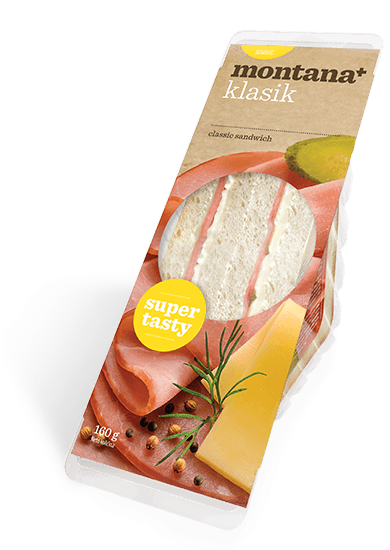 montana+
klasik
classic sandwich
super
tasty
160 g